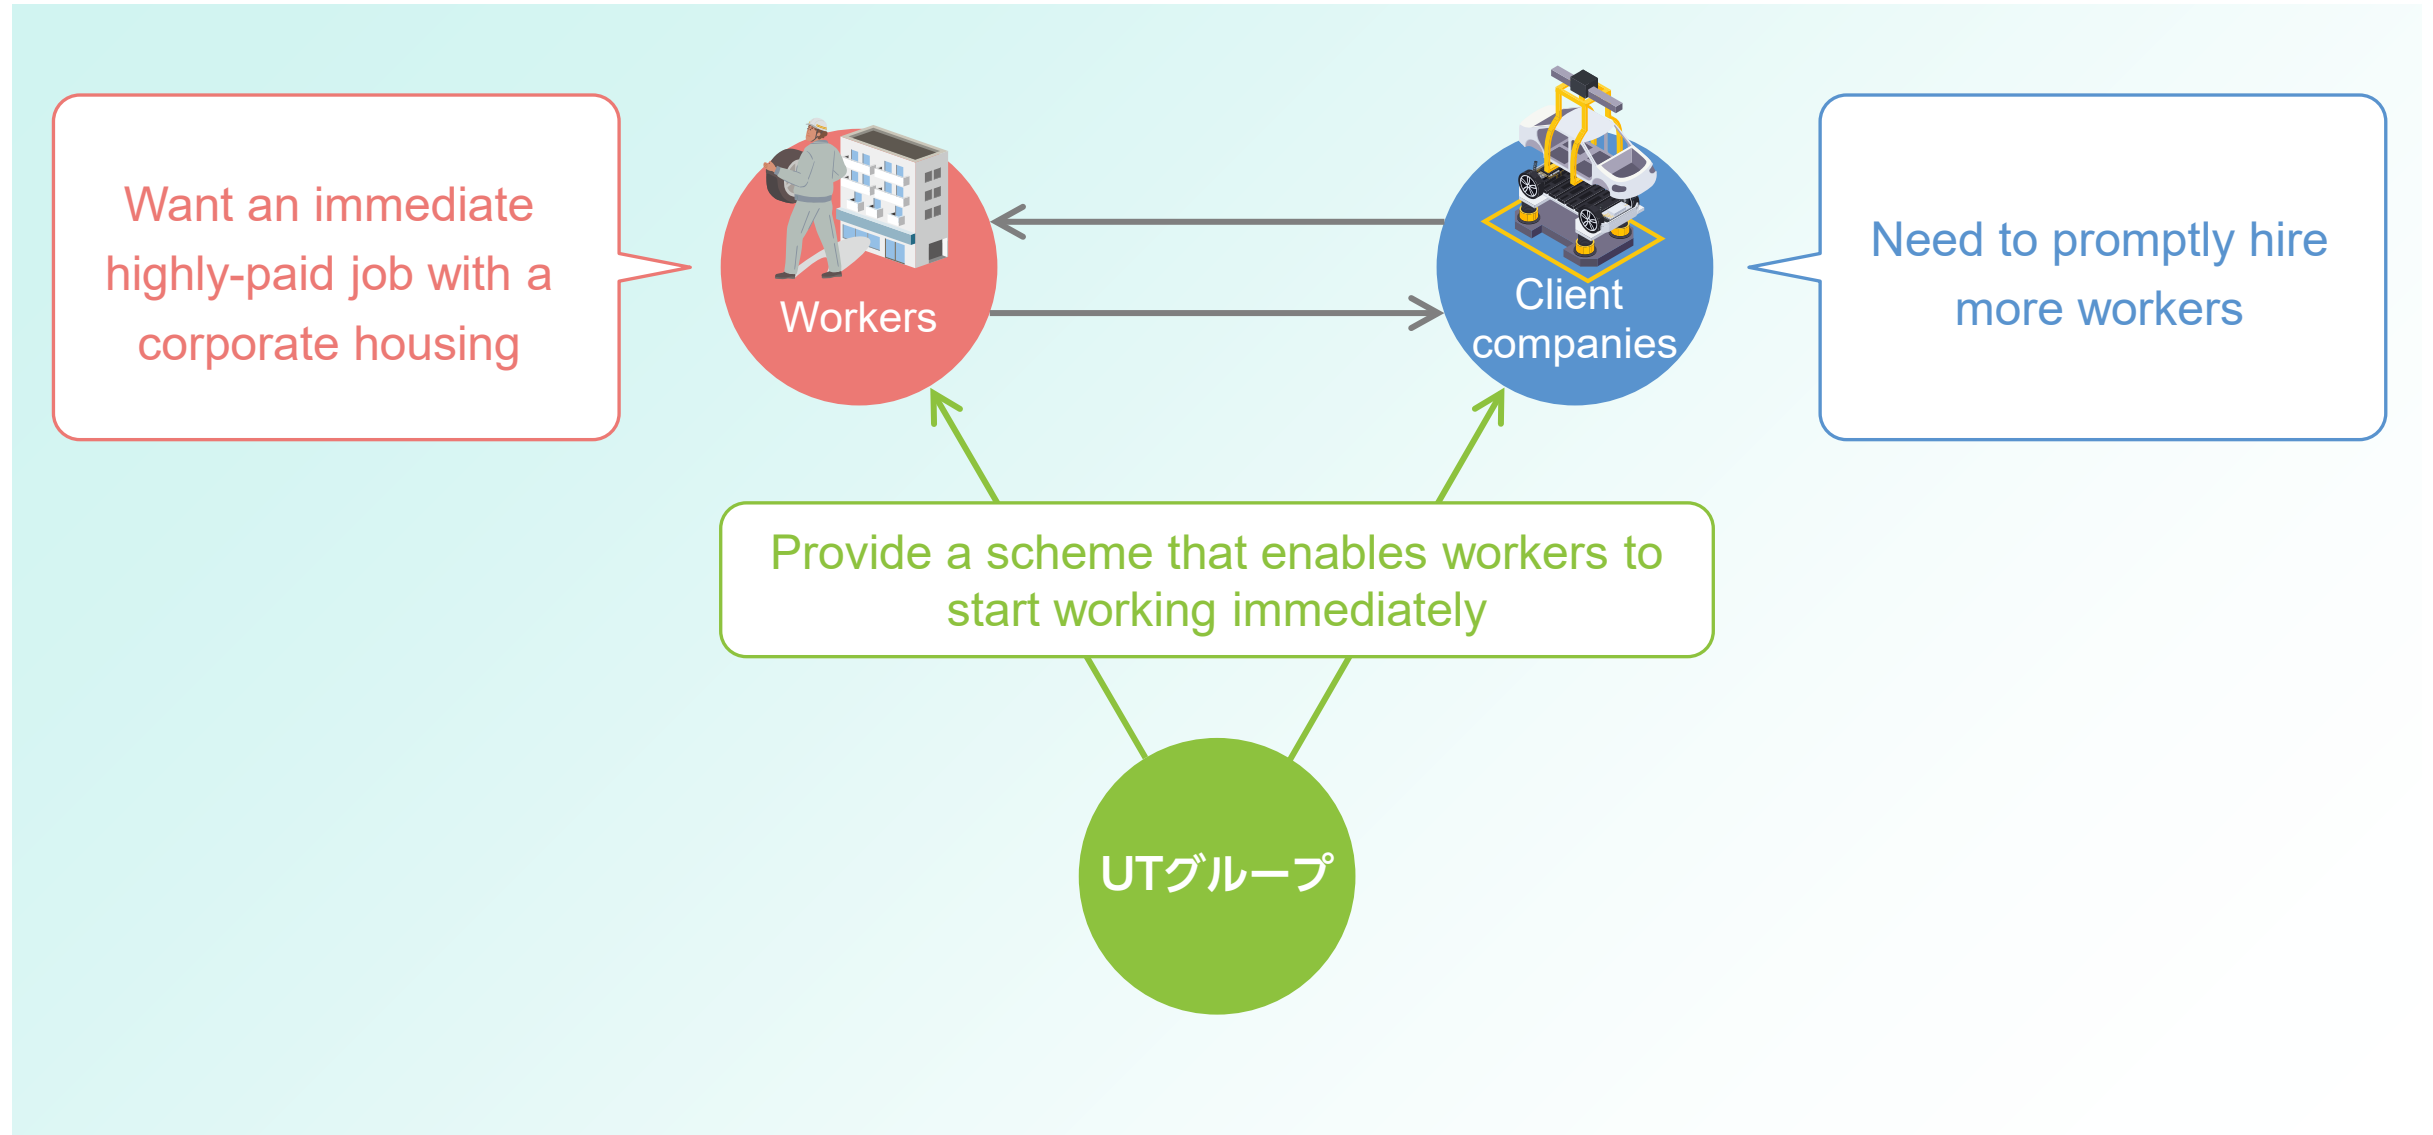 Want an immediate
highly-paid job with a
corporate housing
Workers
Client
companies
Need to promptly hire
more workers
Provide a scheme that enables workers to
start working immediately
UTグループ